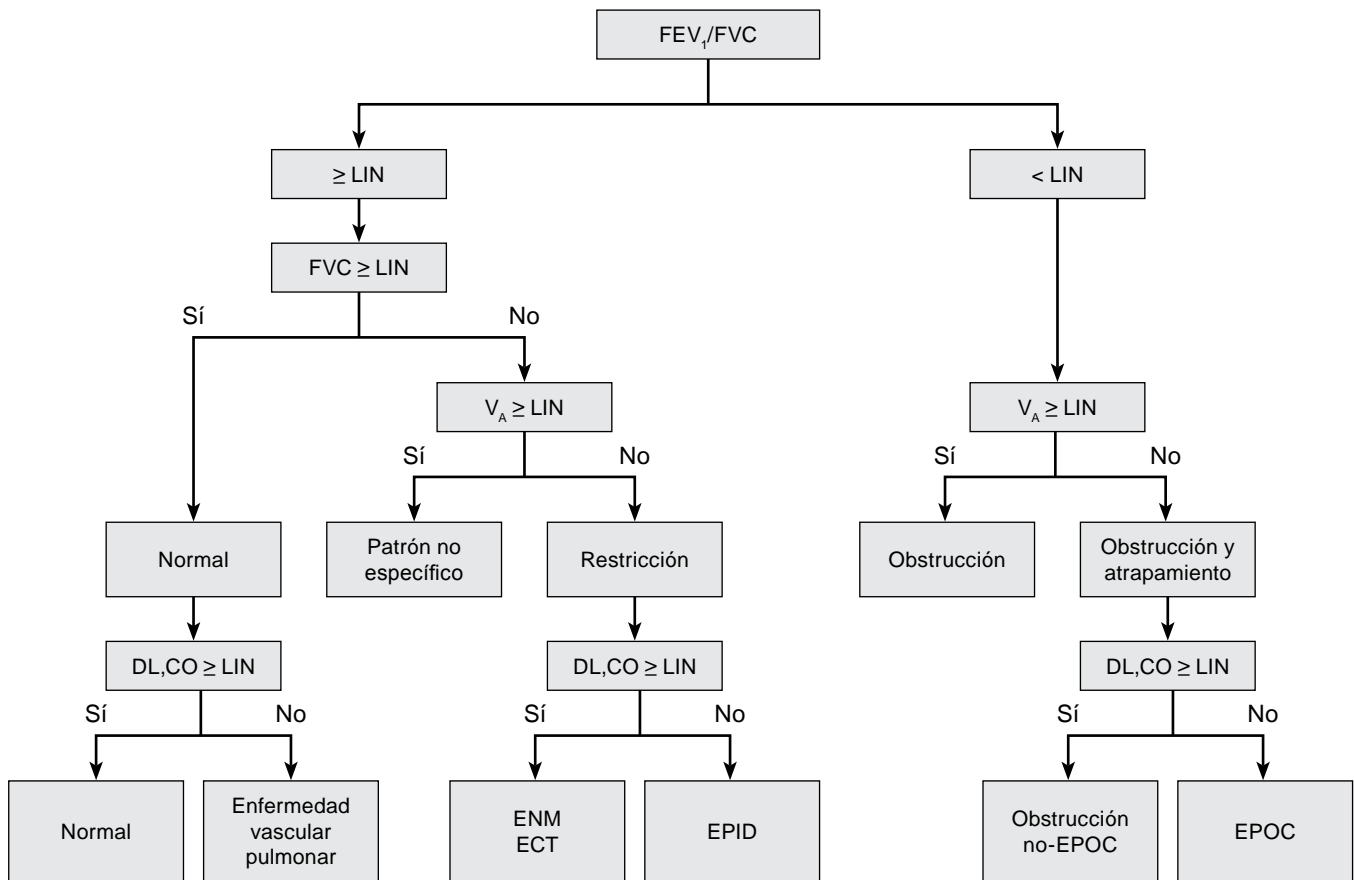 FEV₁/FVC
≥ LIN
< LIN
FVC ≥ LIN
Sí
No
V_A ≥ LIN
V_A ≥ LIN
Sí
No
Sí
No
Normal
Patrón no
específico
Restricción
Obstrucción
Obstrucción y
atrapamiento
DL,CO ≥ LIN
DL,CO ≥ LIN
DL,CO ≥ LIN
Sí
No
Sí
No
Sí
No
Normal
Enfermedad
vascular
pulmonar
ENM
ECT
EPID
Obstrucción
no-EPOC
EPOC